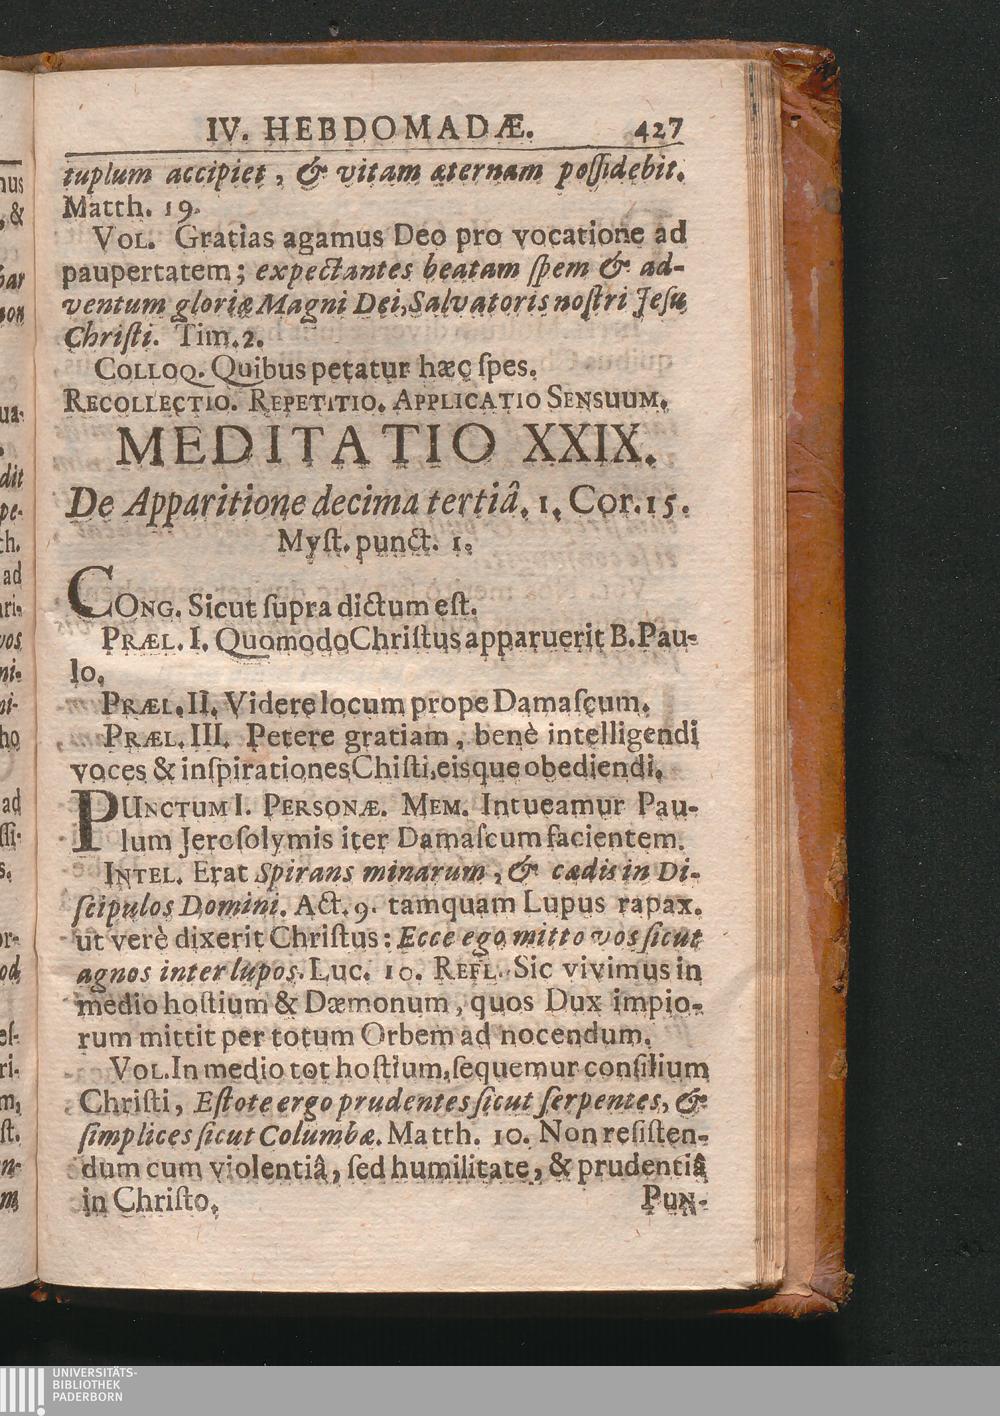 IV. HEBDOMADÆ. 427
tuplum accipiet, & vitam æternam possidebit.
Matth. 19.
VOL. Gratias agamus Deo pro vocatione ad
paupertatem; expectantes beatam spem & ad-
ventum gloriæ Magni Dei, Salvatoris nostri Jesu
Christi. Tim. 2.
COLLOQ. Quibus petatur hæc spes.
RECOLLECTIO. REPETITIO. APPLICATIO SENSUUM.
MEDITATIO XXIX.
De Apparitione decima tertiâ. 1. Cor. 15.
Myst. punct. 1.
CONG. Sicut supra dictum est.
PRÆL. I. Quomodo Christus apparuerit B. Pau-
lo.
PRÆL. II. Videre locum prope Damascum.
PRÆL. III. Petere gratiam, benè intelligendi
voces & inspirationes Chisti, eisque obediendi.
PUNCTUM I. PERSONÆ. MEM. Intueamur Pau-
lum Jerosolymis iter Damascum facientem.
INTEL. Erat Spirans minarum, & cædis in Di-
scipulos Domini. Act. 9. tamquam Lupus rapax.
ut verè dixerit Christus: Ecce ego mitto vos sicut
agnos inter lupos. Luc. 10. REFL. Sic vivimus in
medio hostium & Dæmonum, quos Dux impio-
rum mittit per totum Orbem ad nocendum.
VOL. In medio tot hostium, sequemur consilium
Christi, Estote ergo prudentes sicut serpentes, &
simplices sicut Columbæ. Matth. 10. Non resisten-
dum cum violentiâ, sed humilitate, & prudentiâ
in Christo. PUN-
UNIVERSITÄTS-
BIBLIOTHEK
PADERBORN